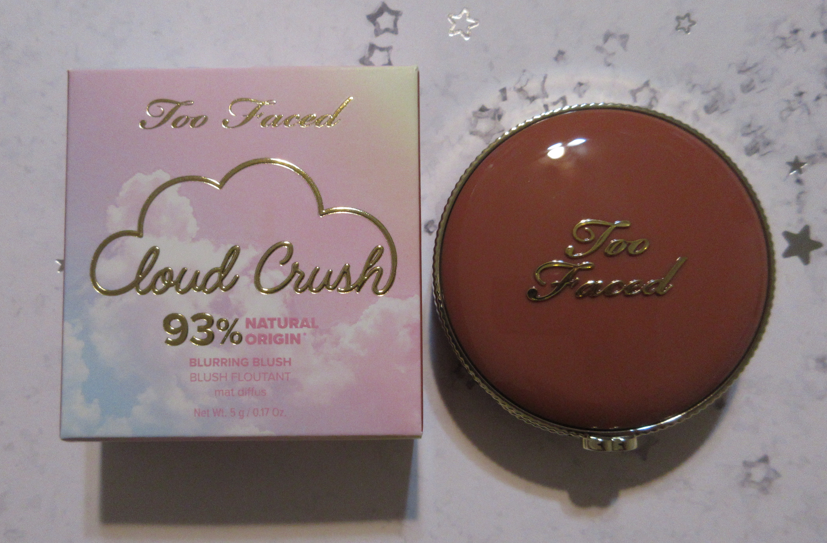 Too Faced
Cloud Crush
93% NATURAL
ORIGIN*
BLURRING BLUSH
BLUSH FLOUTANT
mat diffus
Net Wt. 5 g / 0.17 Oz.
Too
Faced